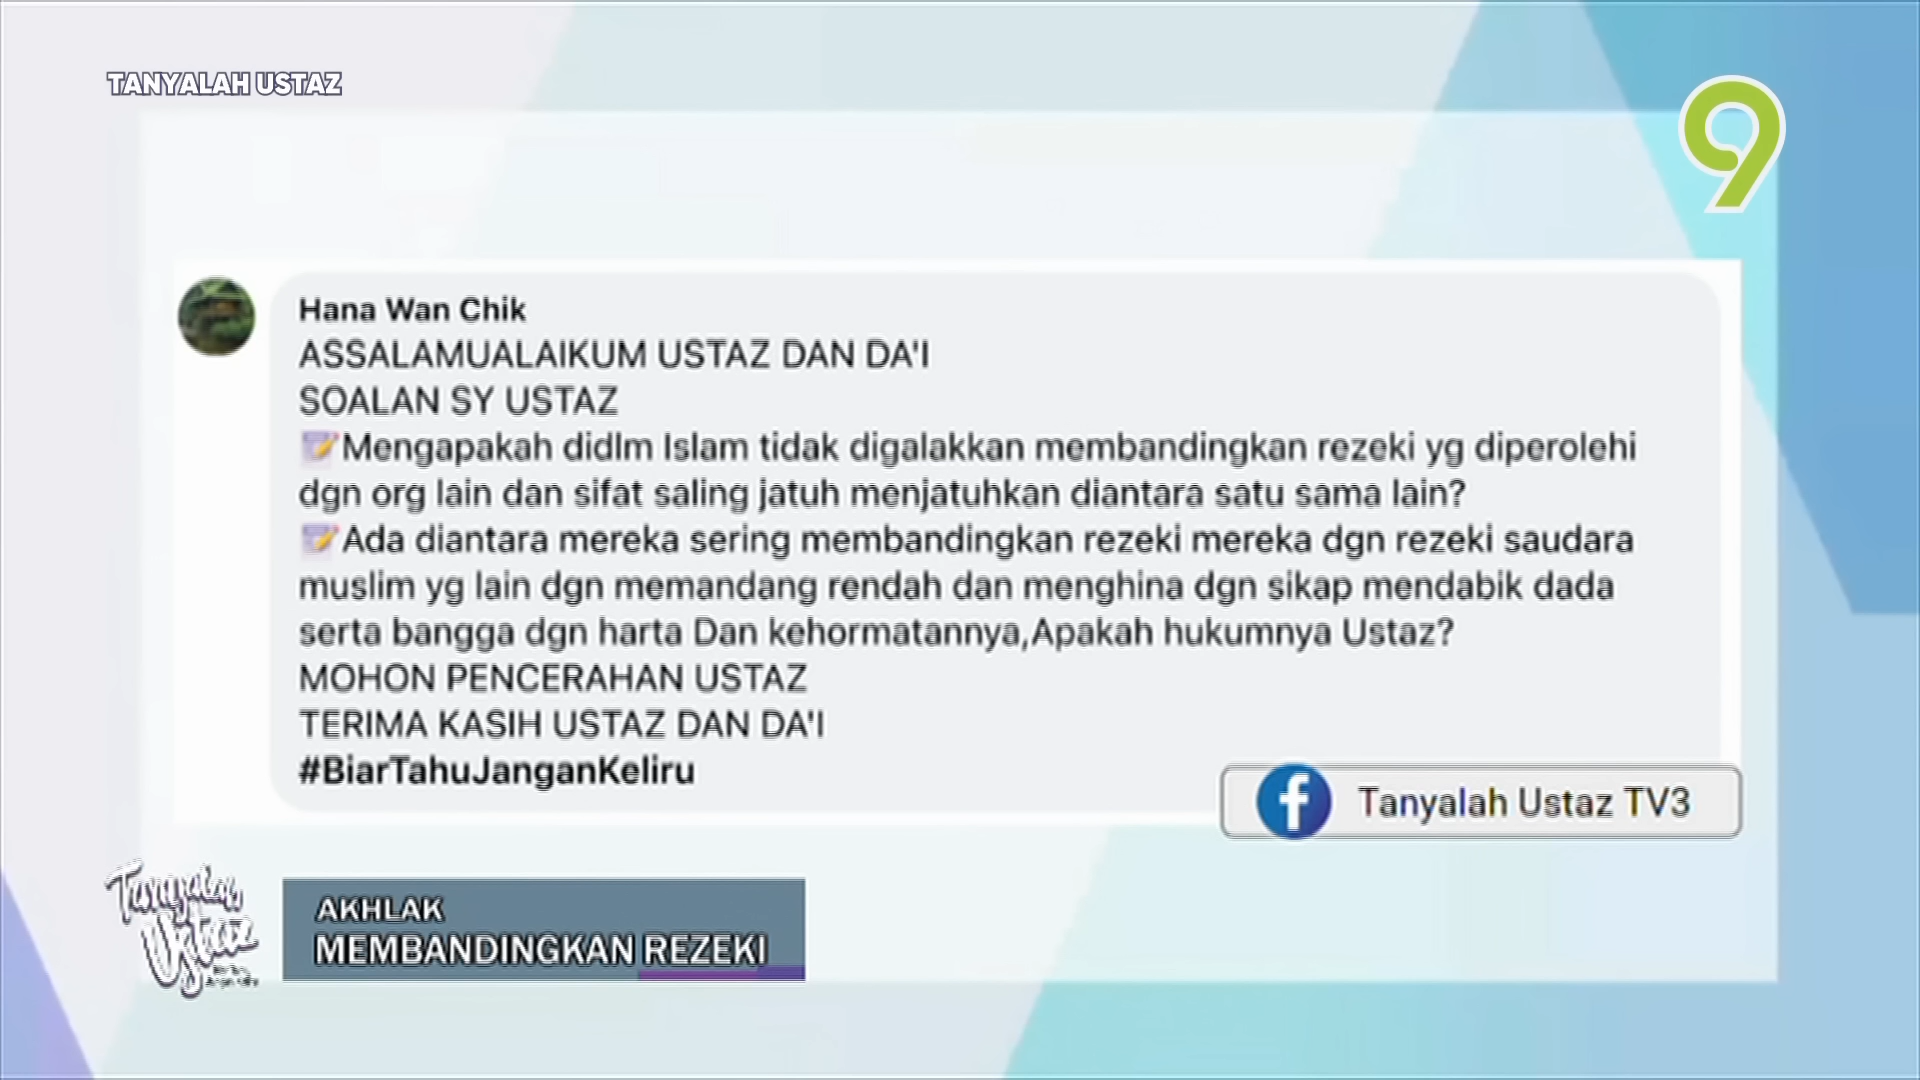 TANYALAH USTAZ
9
Hana Wan Chik
ASSALAMUALAIKUM USTAZ DAN DA'I
SOALAN SY USTAZ
📝Mengapakah didlm Islam tidak digalakkan membandingkan rezeki yg diperolehi
dgn org lain dan sifat saling jatuh menjatuhkan diantara satu sama lain?
📝Ada diantara mereka sering membandingkan rezeki mereka dgn rezeki saudara
muslim yg lain dgn memandang rendah dan menghina dgn sikap mendabik dada
serta bangga dgn harta Dan kehormatannya,Apakah hukumnya Ustaz?
MOHON PENCERAHAN USTAZ
TERIMA KASIH USTAZ DAN DA'I
#BiarTahuJanganKeliru
Tanyalah Ustaz TV3
Tanyalah
Ustaz
AKHLAK
MEMBANDINGKAN REZEKI